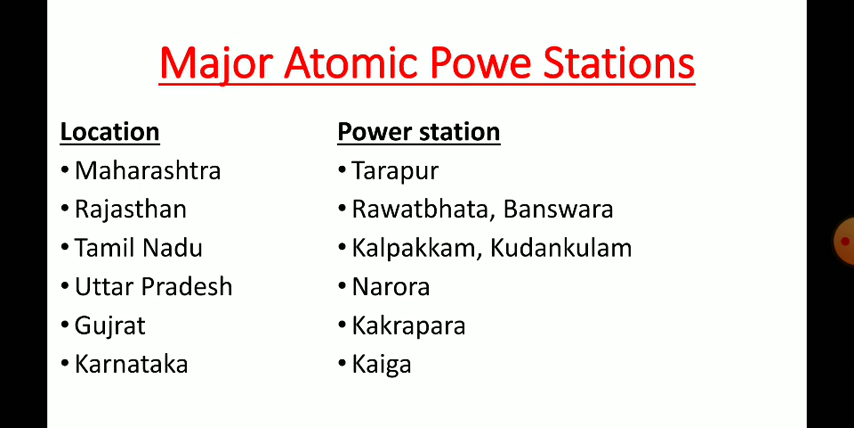 Major Atomic Powe Stations
Location Power station
• Maharashtra • Tarapur
• Rajasthan • Rawatbhata, Banswara
• Tamil Nadu • Kalpakkam, Kudankulam
• Uttar Pradesh • Narora
• Gujrat • Kakrapara
• Karnataka • Kaiga